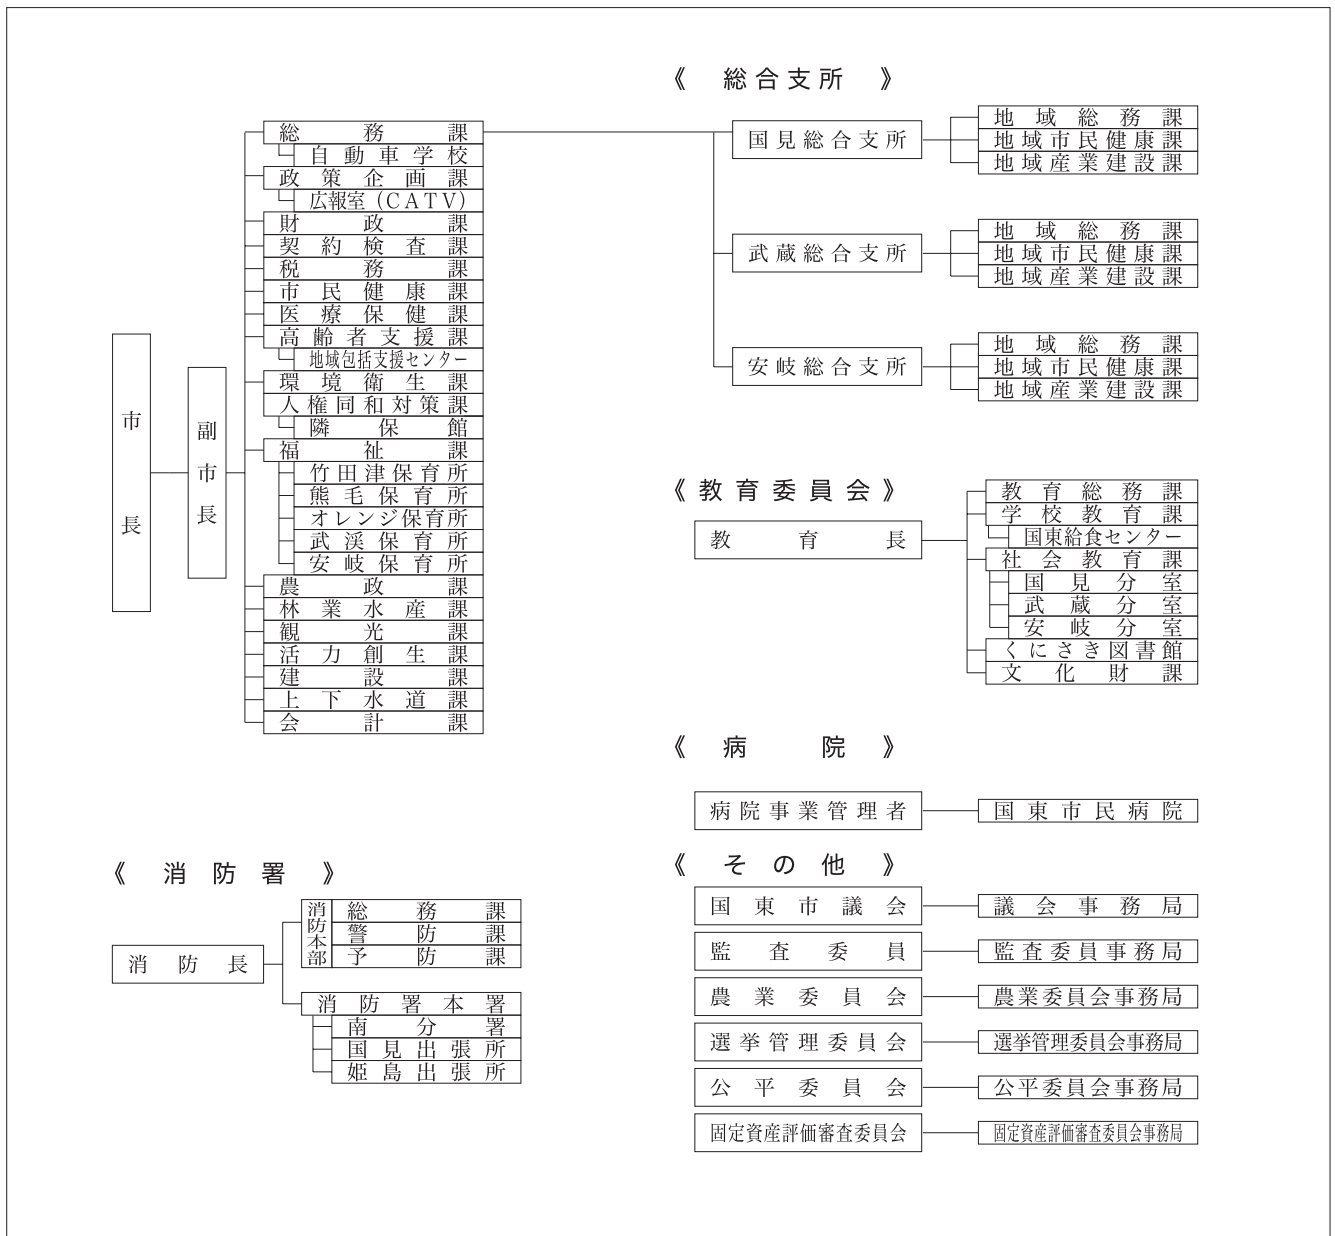 市長
副市長
総務課
自動車学校
政策企画課
広報室（CATV）
財政課
契約検査課
税務課
市民健康課
医療保健課
高齢者支援課
地域包括支援センター
環境衛生課
人権同和対策課
隣保館
福祉課
竹田津保育所
熊毛保育所
オレンジ保育所
武渓保育所
安岐保育所
農政課
林業水産課
観光課
活力創生課
建設課
上下水道課
会計課
《総合支所》
国見総合支所
地域総務課
地域市民健康課
地域産業建設課
武蔵総合支所
地域総務課
地域市民健康課
地域産業建設課
安岐総合支所
地域総務課
地域市民健康課
地域産業建設課
《教育委員会》
教育長
教育総務課
学校教育課
国東給食センター
社会教育課
国見分室
武蔵分室
安岐分室
くにさき図書館
文化財課
《病院》
病院事業管理者
国東市民病院
《消防署》
消防長
消防本部
総務課
警防課
予防課
消防署本署
南分署
国見出張所
姫島出張所
《その他》
国東市議会
議会事務局
監査委員
監査委員事務局
農業委員会
農業委員会事務局
選挙管理委員会
選挙管理委員会事務局
公平委員会
公平委員会事務局
固定資産評価審査委員会
固定資産評価審査委員会事務局